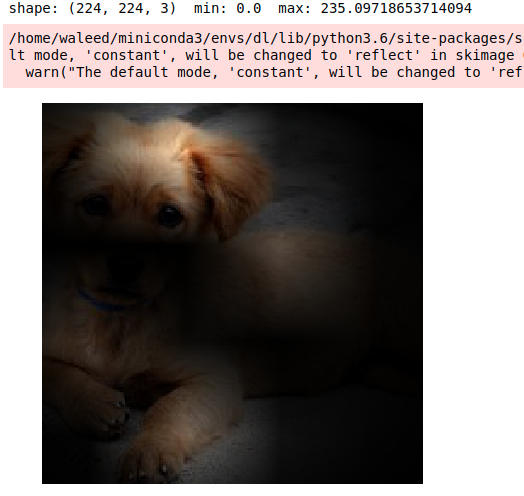 shape: (224, 224, 3)  min: 0.0  max: 235.09718653714094
/home/waleed/miniconda3/envs/dl/lib/python3.6/site-packages/s
lt mode, 'constant', will be changed to 'reflect' in skimage
warn("The default mode, 'constant', will be changed to 'ref